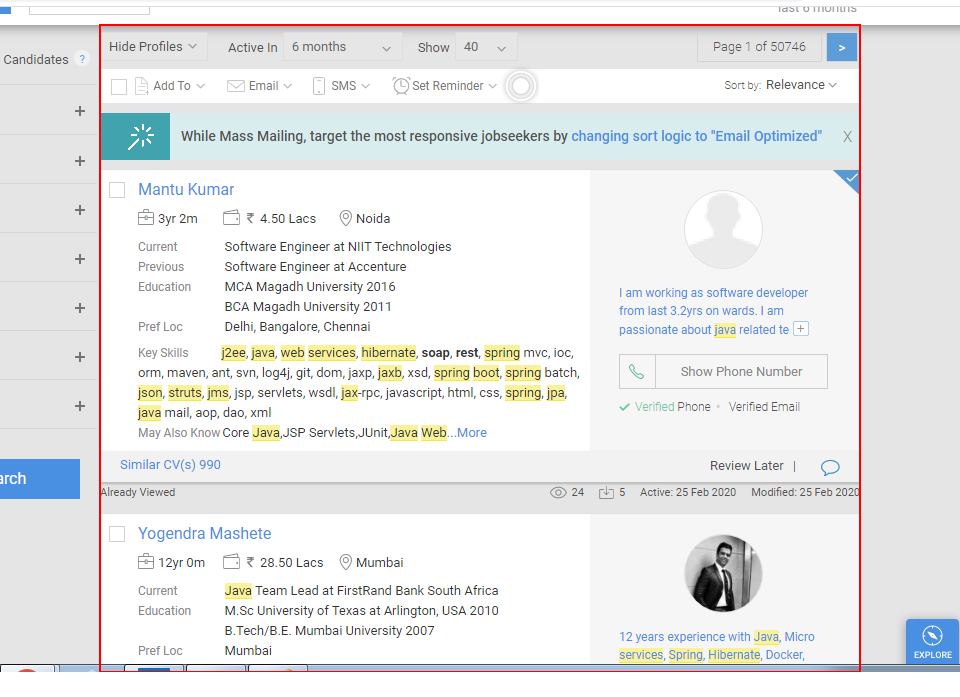 last 6 months
Candidates ?
Hide Profiles Active In 6 months Show 40 Page 1 of 50746 >
Add To Email SMS Set Reminder Sort by: Relevance
While Mass Mailing, target the most responsive jobseekers by changing sort logic to "Email Optimized" X
Mantu Kumar
3yr 2m ₹ 4.50 Lacs Noida
Current Software Engineer at NIIT Technologies
Previous Software Engineer at Accenture
Education MCA Magadh University 2016
BCA Magadh University 2011
Pref Loc Delhi, Bangalore, Chennai
Key Skills j2ee, java, web services, hibernate, soap, rest, spring mvc, ioc,
orm, maven, ant, svn, log4j, git, dom, jaxp, jaxb, xsd, spring boot, spring batch,
json, struts, jms, jsp, servlets, wsdl, jax-rpc, javascript, html, css, spring, jpa,
java mail, aop, dao, xml
May Also Know Core Java,JSP Servlets,JUnit,Java Web...More
I am working as software developer
from last 3.2yrs on wards. I am
passionate about java related te +
Show Phone Number
Verified Phone • Verified Email
Similar CV(s) 990 Review Later |
arch
Already Viewed 24 5 Active: 25 Feb 2020 Modified: 25 Feb 2020
Yogendra Mashete
12yr 0m ₹ 28.50 Lacs Mumbai
Current Java Team Lead at FirstRand Bank South Africa
Education M.Sc University of Texas at Arlington, USA 2010
B.Tech/B.E. Mumbai University 2007
Pref Loc Mumbai
12 years experience with Java, Micro
services, Spring, Hibernate, Docker,
EXPLORE